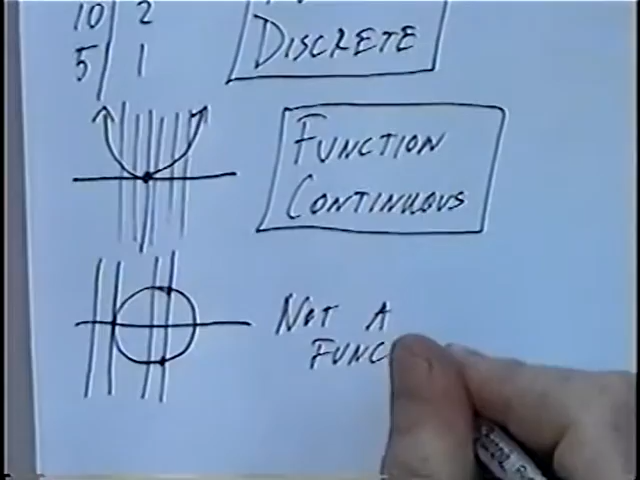 10 2
DISCRETE
5 1
FUNCTION
CONTINUOUS
NOT A
FUNC